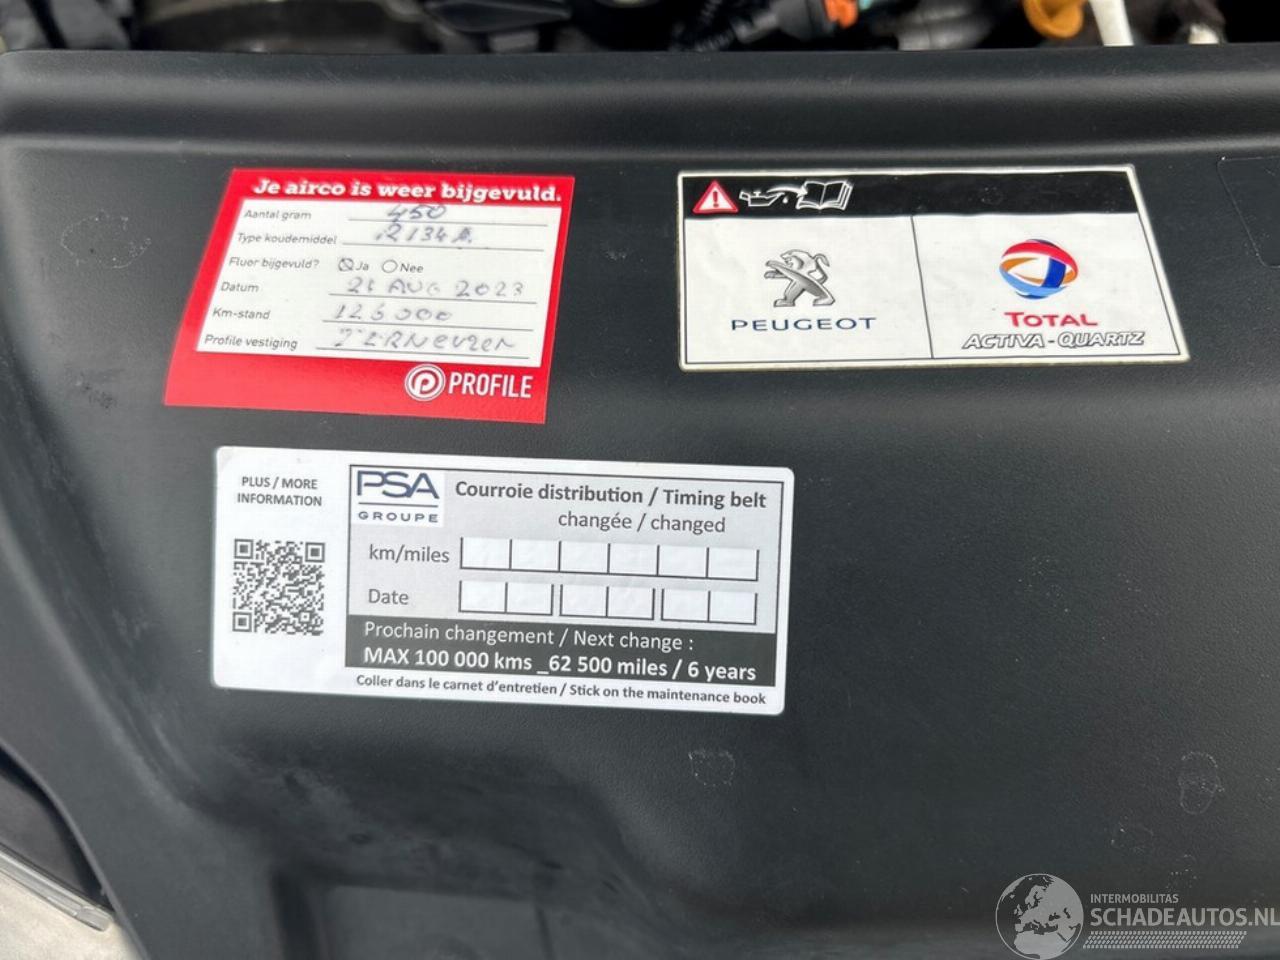 Je airco is weer bijgevuld.
Aantal gram 450
Type koudemiddel R134A.
Fluor bijgevuld? Ja Nee
Datum AUG 2023
Km-stand
Profile vestiging
PROFILE
PEUGEOT
TOTAL
ACTIVA-QUARTZ
PLUS / MORE
INFORMATION
PSA
GROUPE
Courroie distribution / Timing belt
changée / changed
km/miles
Date
Prochain changement / Next change :
MAX 100 000 kms _62 500 miles / 6 years
Coller dans le carnet d'entretien / Stick on the maintenance book
INTERMOBILITAS
SCHADEAUTOS.NL